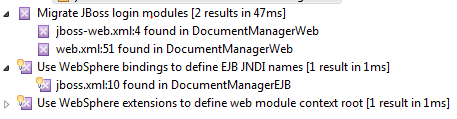 Migrate JBoss login modules [2 results in 47ms]
jboss-web.xml:4 found in DocumentManagerWeb
web.xml:51 found in DocumentManagerWeb
Use WebSphere bindings to define EJB JNDI names [1 result in 1ms]
jboss.xml:10 found in DocumentManagerEJB
Use WebSphere extensions to define web module context root [1 result in 1ms]